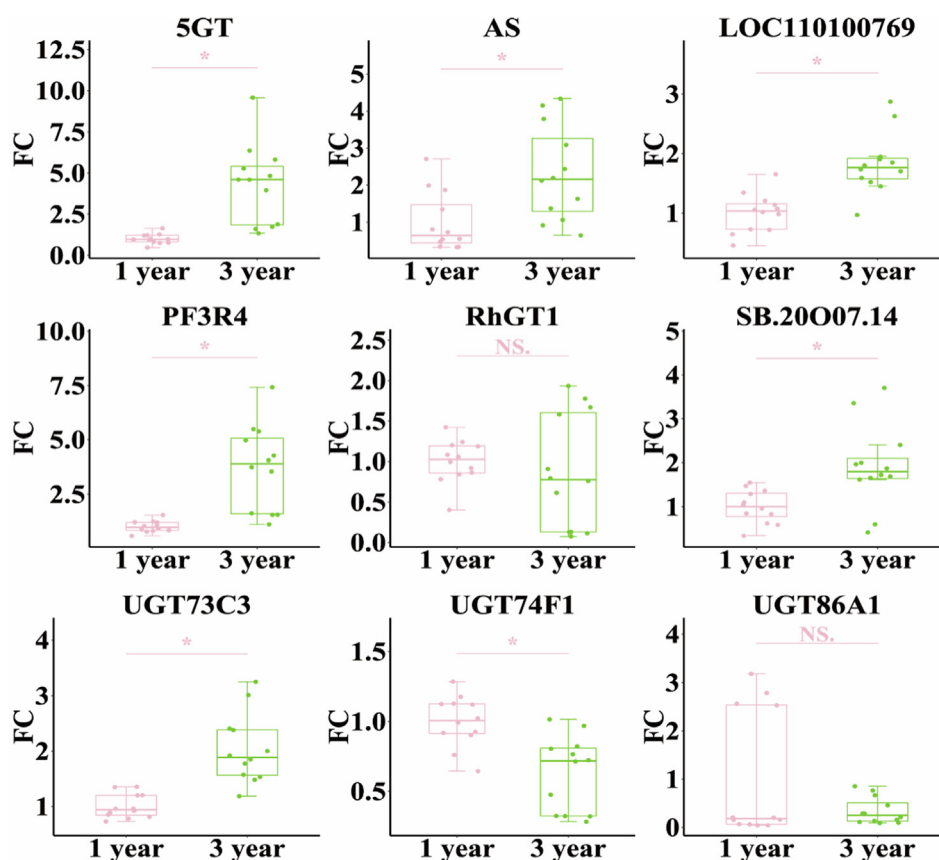 5GT
12.5
10.0
7.5
5.0
2.5
0.0
FC
*
1 year
3 year
AS
5
4
3
2
1
FC
*
1 year
3 year
LOC110100769
3
2
1
FC
*
1 year
3 year
PF3R4
10.0
7.5
5.0
2.5
FC
*
1 year
3 year
RhGT1
2.5
2.0
1.5
1.0
0.5
0.0
FC
NS.
1 year
3 year
SB.20O07.14
5
4
3
2
1
FC
*
1 year
3 year
UGT73C3
4
3
2
1
FC
*
1 year
3 year
UGT74F1
1.5
1.0
0.5
FC
*
1 year
3 year
UGT86A1
4
3
2
1
0
FC
NS.
1 year
3 year